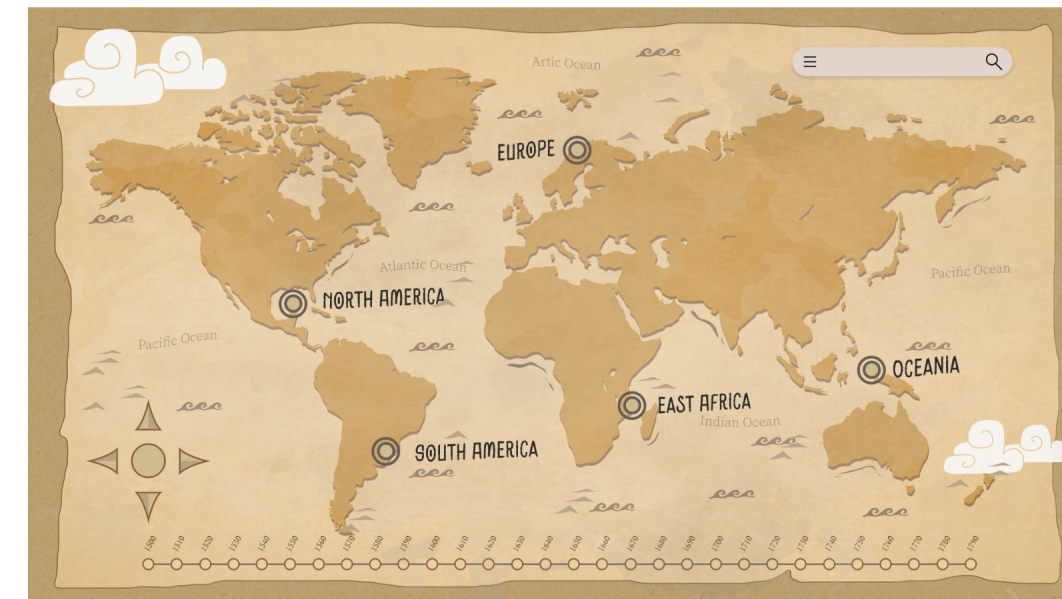 Artic Ocean
EUROPE
Atlantic Ocean
Pacific Ocean
NORTH AMERICA
Pacific Ocean
OCEANIA
EAST AFRICA
Indian Ocean
SOUTH AMERICA
1500 1510 1520 1530 1540 1550 1560 1570 1580 1590 1600 1610 1620 1630 1640 1650 1660 1670 1680 1690 1700 1710 1720 1730 1740 1750 1760 1770 1780 1790